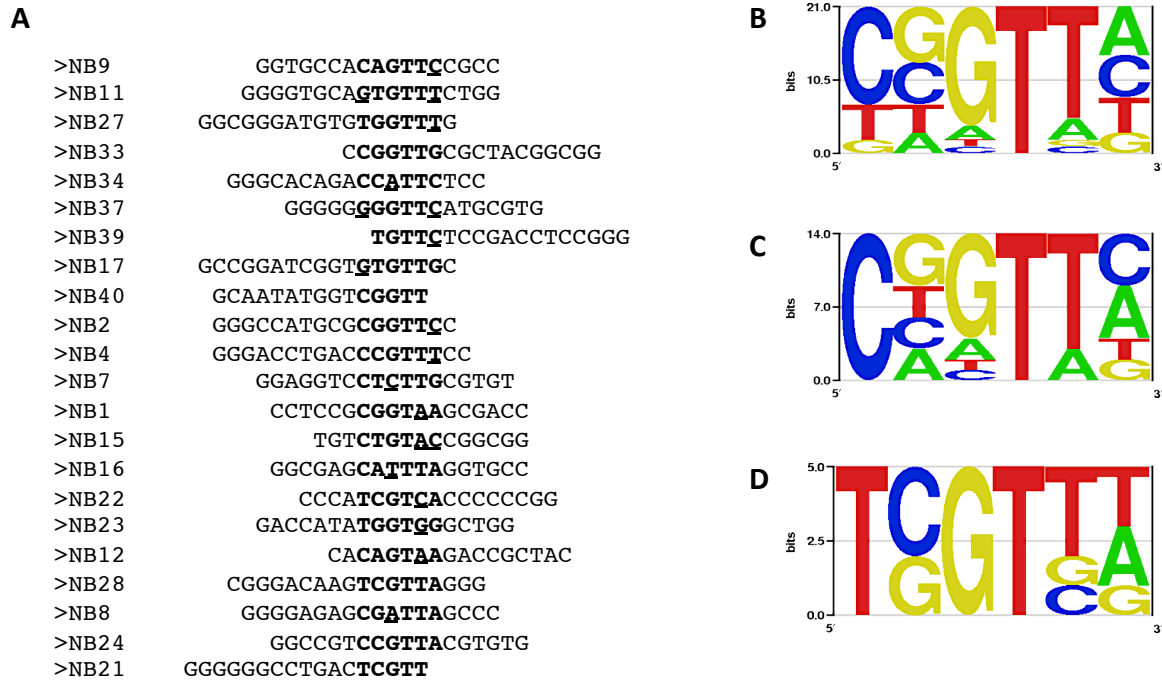 A
>NB9 GGTGCCACAGTTCCGCC
>NB11 GGGGTGCAGTGTTTCTGG
>NB27 GGCGGGATGTGTGGTTTG
>NB33 CCGGTTGCGCTACGGCGG
>NB34 GGGCACAGACCATTCTCC
>NB37 GGGGGGGGTTCATGCGTG
>NB39 TGTTCTCCGACCTCCGGG
>NB17 GCCGGATCGGTGTGTTGC
>NB40 GCAATATGGTCGGTT
>NB2 GGGCCATGCGCGGTTCC
>NB4 GGGACCTGACCCGTTTCC
>NB7 GGAGGTCCTCTTGCGTGT
>NB1 CCTCCGCGGTAAGCGACC
>NB15 TGTCTGTACCGGCGG
>NB16 GGCGAGCATTTAGGTGCC
>NB22 CCCATCGTCACCCCCCGG
>NB23 GACCATATGGTGGGCTGG
>NB12 CACAGTAAGACCGCTAC
>NB28 CGGGACAAGTCGTTAGGG
>NB8 GGGGAGAGCGATTAGCCC
>NB24 GGCCGTCCGTTACGTGTG
>NB21 GGGGGGCCTGACTCGTT
B
21.0
bits
10.5
0.0
C G G T T A
T C A A C
G T T G T
A C C G
5′
3′
C
14.0
bits
7.0
0.0
C G G T T C
T A A A
C T T
A C G
5′
3′
D
5.0
bits
2.5
0.0
T C G T T T
G G A
C G
5′
3′